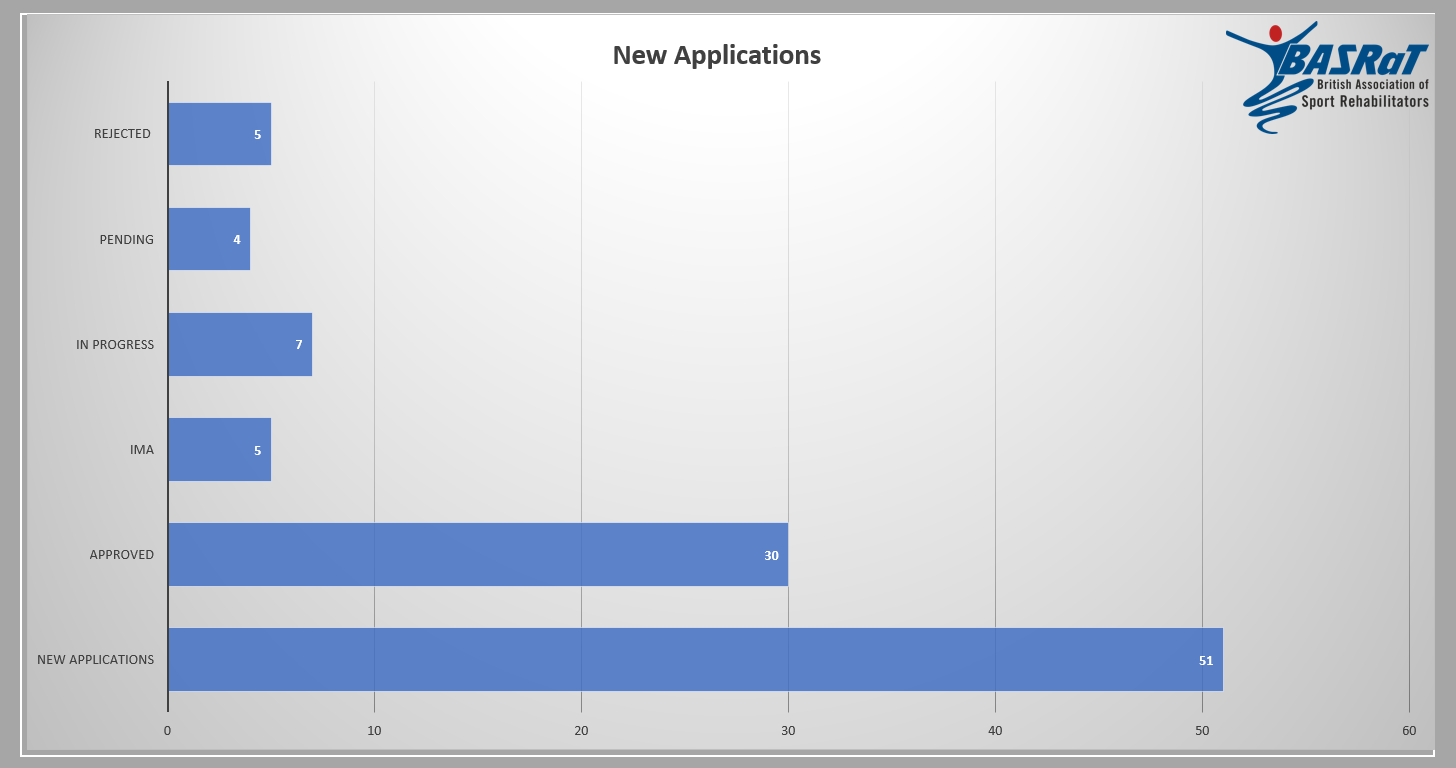 New Applications
BASRaT
British Association of
Sport Rehabilitators
REJECTED 5
PENDING 4
IN PROGRESS 7
IMA 5
APPROVED 30
NEW APPLICATIONS 51
0 10 20 30 40 50 60